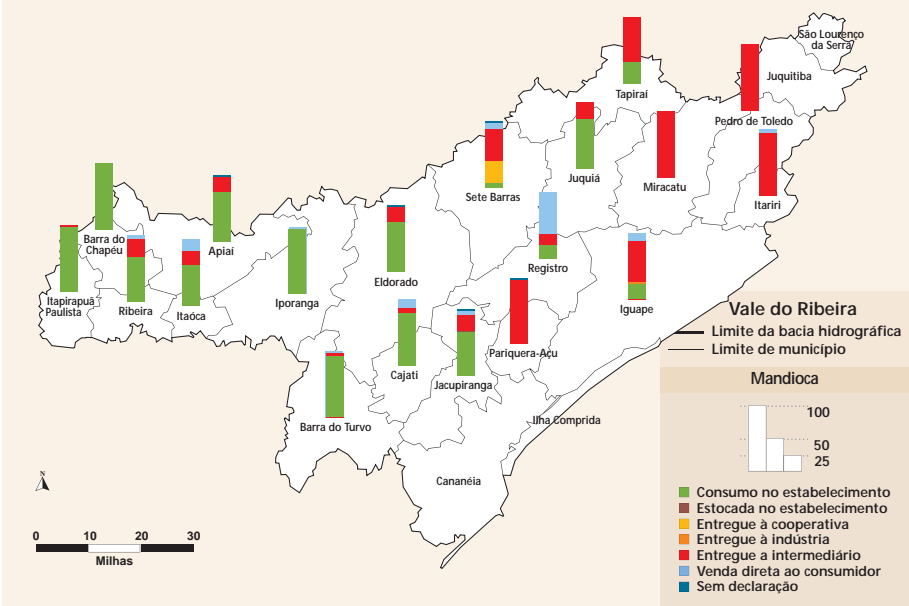 São Lourenço
da Serra
Juquitiba
Tapiraí
Pedro de Toledo
Juquiá
Miracatu
Sete Barras
Itariri
Barra do
Chapéu
Apiaí
Registro
Eldorado
Itapirapuã
Paulista
Ribeira
Itaóca
Iporanga
Iguape
Pariquera-Açu
Cajati
Jacupiranga
Barra do Turvo
Ilha Comprida
Cananéia
N
0 10 20 30
Milhas
Vale do Ribeira
Limite da bacia hidrográfica
Limite de município
Mandioca
100
50
25
Consumo no estabelecimento
Estocada no estabelecimento
Entregue à cooperativa
Entregue à indústria
Entregue a intermediário
Venda direta ao consumidor
Sem declaração